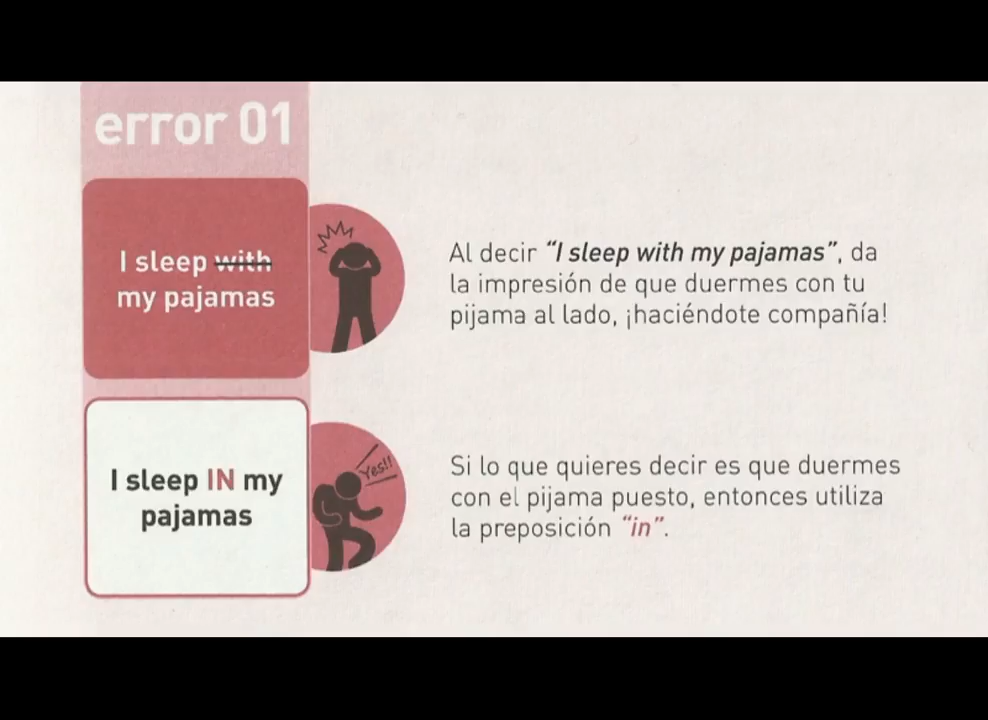 error 01
I sleep with
my pajamas
Al decir “I sleep with my pajamas”, da
la impresión de que duermes con tu
pijama al lado, ¡haciéndote compañía!
I sleep IN my
pajamas
Yes!!
Si lo que quieres decir es que duermes
con el pijama puesto, entonces utiliza
la preposición “in”.